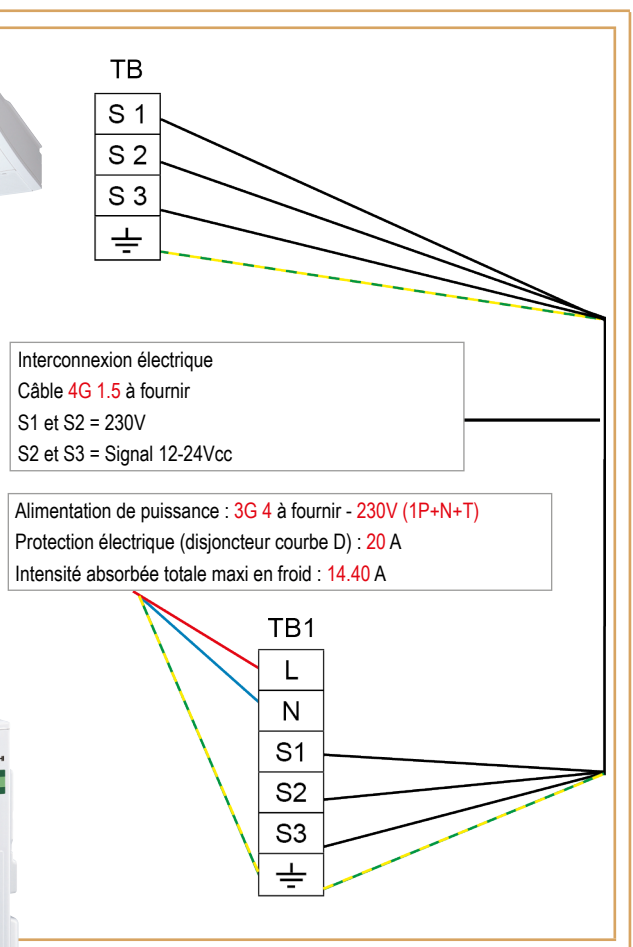 TB
S 1
S 2
S 3
Interconnexion électrique
Câble 4G 1.5 à fournir
S1 et S2 = 230V
S2 et S3 = Signal 12-24Vcc
Alimentation de puissance : 3G 4 à fournir - 230V (1P+N+T)
Protection électrique (disjoncteur courbe D) : 20 A
Intensité absorbée totale maxi en froid : 14.40 A
TB1
L
N
S1
S2
S3